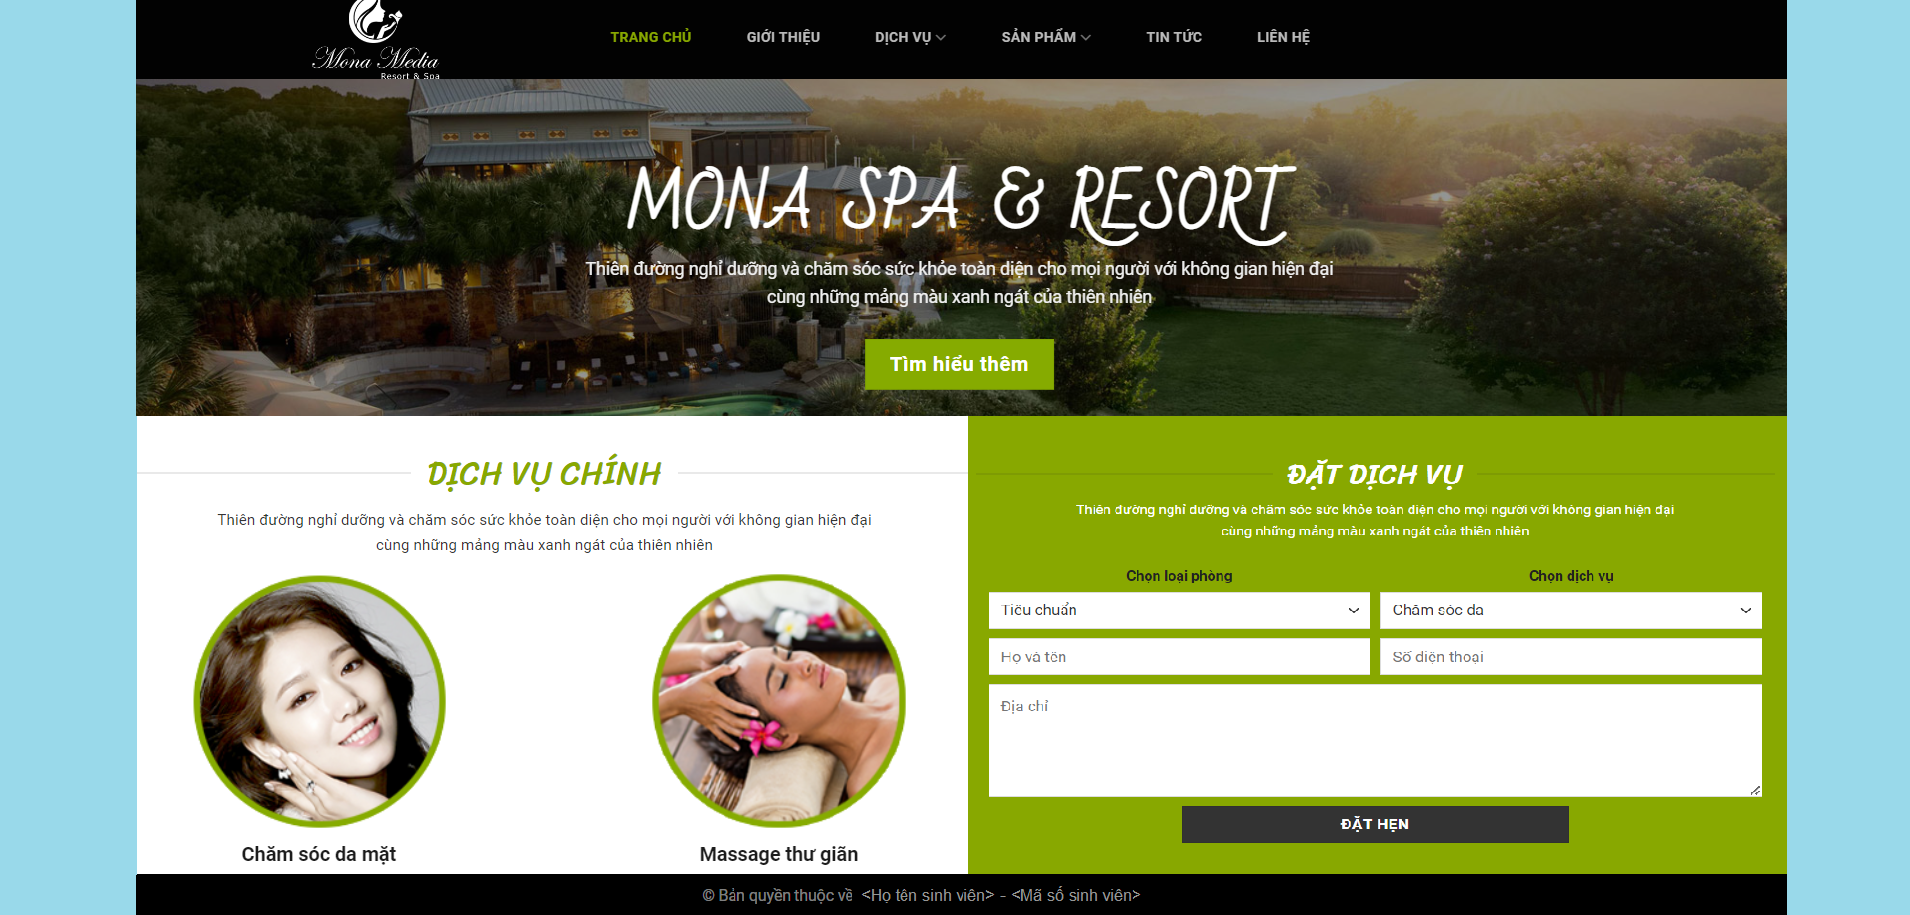 Mona Media
Resort & Spa
TRANG CHỦ
GIỚI THIỆU
DỊCH VỤ
SẢN PHẨM
TIN TỨC
LIÊN HỆ
MONA SPA & RESORT
Thiên đường nghỉ dưỡng và chăm sóc sức khỏe toàn diện cho mọi người với không gian hiện đại
cùng những mảng màu xanh ngát của thiên nhiên
Tìm hiểu thêm
DỊCH VỤ CHÍNH
Thiên đường nghỉ dưỡng và chăm sóc sức khỏe toàn diện cho mọi người với không gian hiện đại
cùng những mảng màu xanh ngát của thiên nhiên
Chăm sóc da mặt
Massage thư giãn
ĐẶT DỊCH VỤ
Thiên đường nghỉ dưỡng và chăm sóc sức khỏe toàn diện cho mọi người với không gian hiện đại
cùng những mảng màu xanh ngát của thiên nhiên
Chọn loại phòng
Chọn dịch vụ
Tiêu chuẩn
Chăm sóc da
Họ và tên
Số điện thoại
Địa chỉ
ĐẶT HẸN
© Bản quyền thuộc về <Họ tên sinh viên> - <Mã số sinh viên>